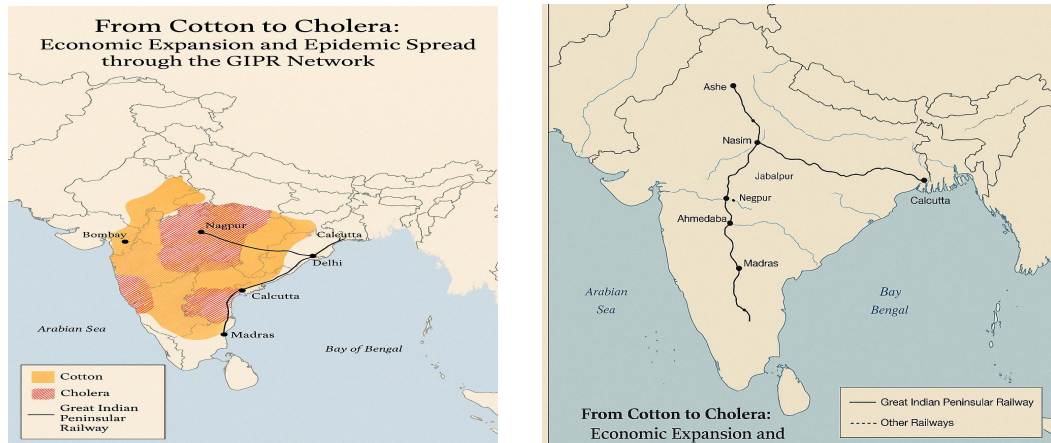 From Cotton to Cholera:
Economic Expansion and Epidemic Spread
through the GIPR Network
Bombay
Nagpur
Calcutta
Delhi
Calcutta
Madras
Arabian Sea
Bay of Bengal
Cotton
Cholera
Great Indian
Peninsular
Railway
Ashe
Nasim
Jabalpur
Negpur
Calcutta
Ahmedaba
Madras
Arabian
Sea
Bay
Bengal
From Cotton to Cholera:
Economic Expansion and
Great Indian Peninsular Railway
Other Railways